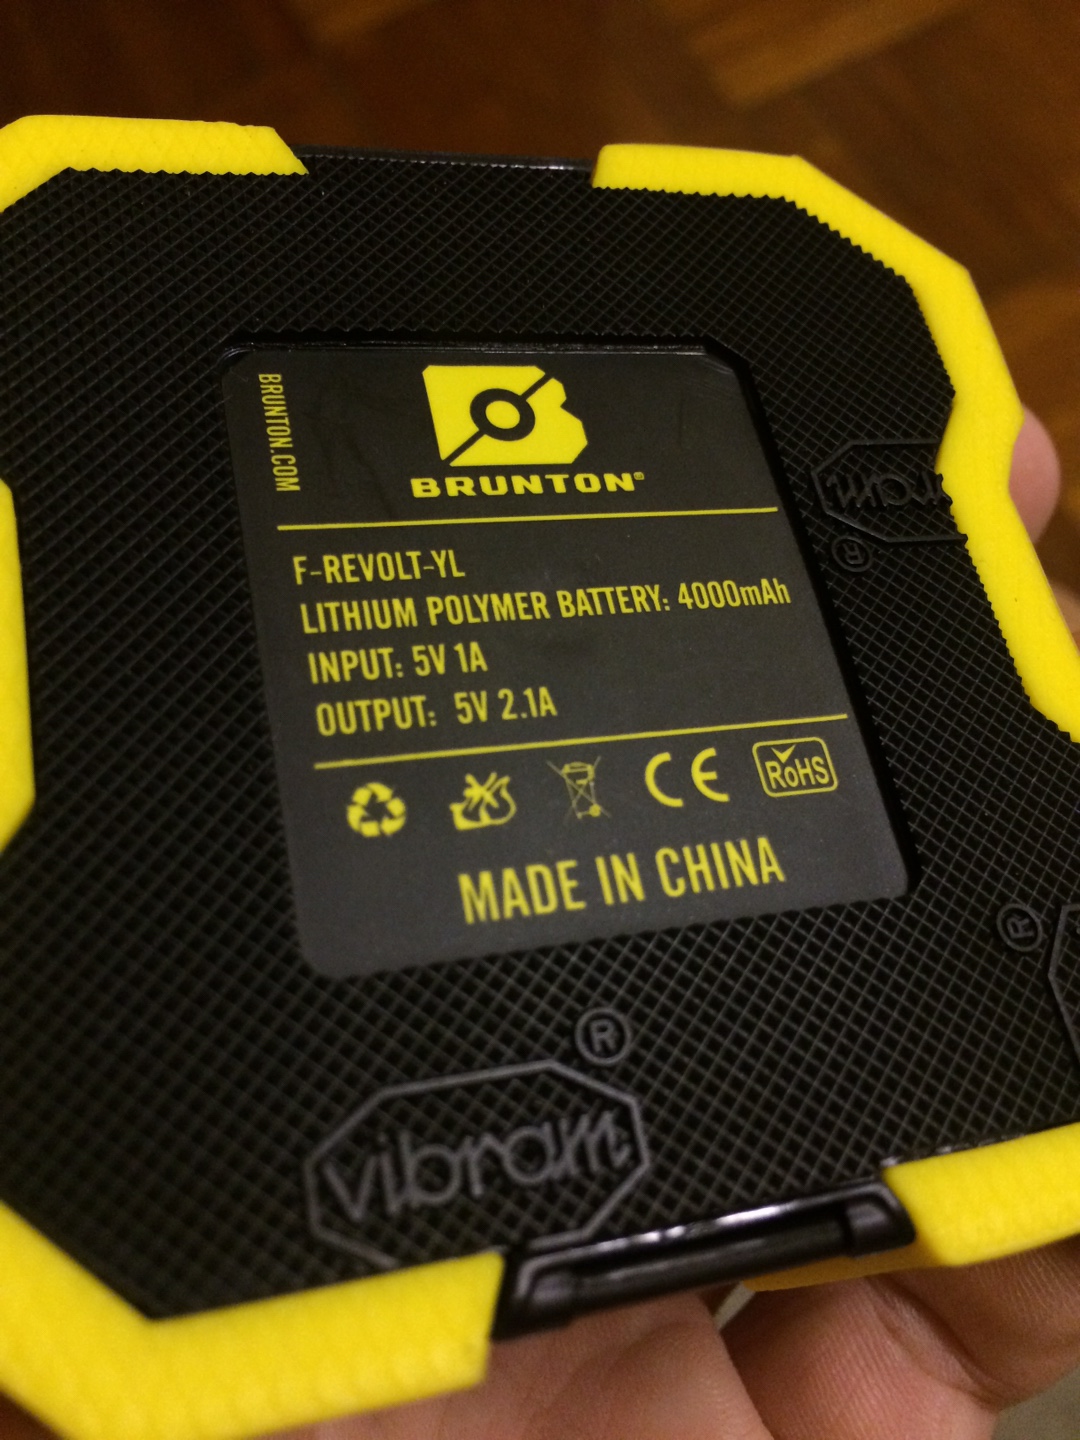 BRUNTON.COM
BRUNTON®
F-REVOLT-YL
LITHIUM POLYMER BATTERY: 4000mAh
INPUT: 5V 1A
OUTPUT: 5V 2.1A
CE
RoHS
MADE IN CHINA
vibram
®
®
vibram
®